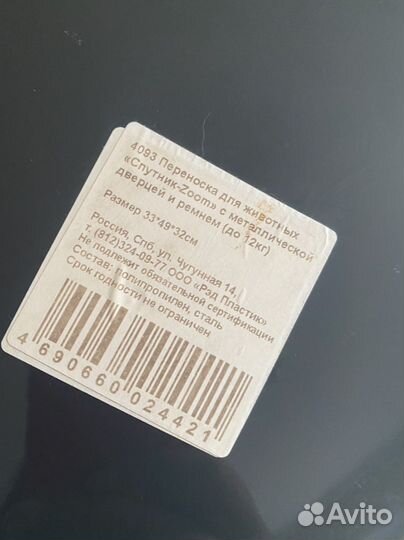 4093 Переноска для животных
«Спутник-Zoom» с металлической
дверцей и ремнем (до 12кг)
Размер 33*49*32см
Россия, Спб, ул. Чугунная 14,
т. (812)324-09-77 ООО «Рэд Пластик»
Не подлежит обязательной сертификации
Состав: полипропилен, сталь
Срок годности не ограничен
4 690660 024421
Avito